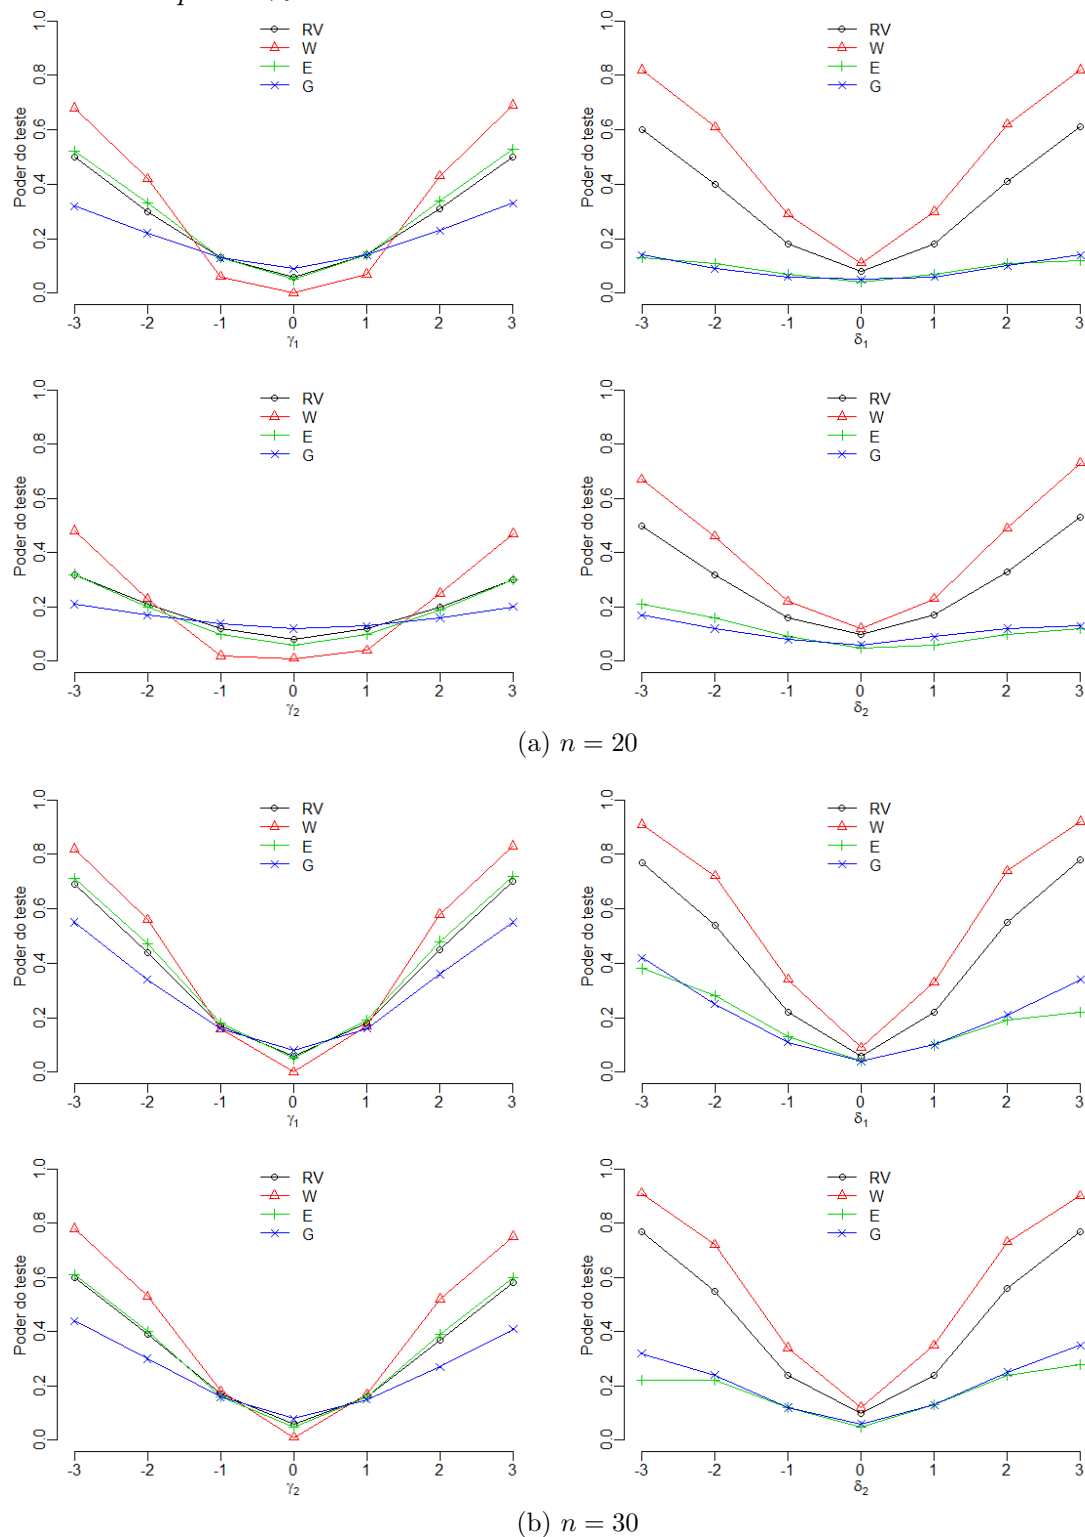 1.0
0.8
0.6
0.4
0.2
0.0
Poder do teste
RV
W
E
G
-3 -2 -1 0 1 2 3
γ1
1.0
0.8
0.6
0.4
0.2
0.0
Poder do teste
RV
W
E
G
-3 -2 -1 0 1 2 3
δ1
1.0
0.8
0.6
0.4
0.2
0.0
Poder do teste
RV
W
E
G
-3 -2 -1 0 1 2 3
γ2
1.0
0.8
0.6
0.4
0.2
0.0
Poder do teste
RV
W
E
G
-3 -2 -1 0 1 2 3
δ2
(a) n = 20
1.0
0.8
0.6
0.4
0.2
0.0
Poder do teste
RV
W
E
G
-3 -2 -1 0 1 2 3
γ1
1.0
0.8
0.6
0.4
0.2
0.0
Poder do teste
RV
W
E
G
-3 -2 -1 0 1 2 3
δ1
1.0
0.8
0.6
0.4
0.2
0.0
Poder do teste
RV
W
E
G
-3 -2 -1 0 1 2 3
γ2
1.0
0.8
0.6
0.4
0.2
0.0
Poder do teste
RV
W
E
G
-3 -2 -1 0 1 2 3
δ2
(b) n = 30